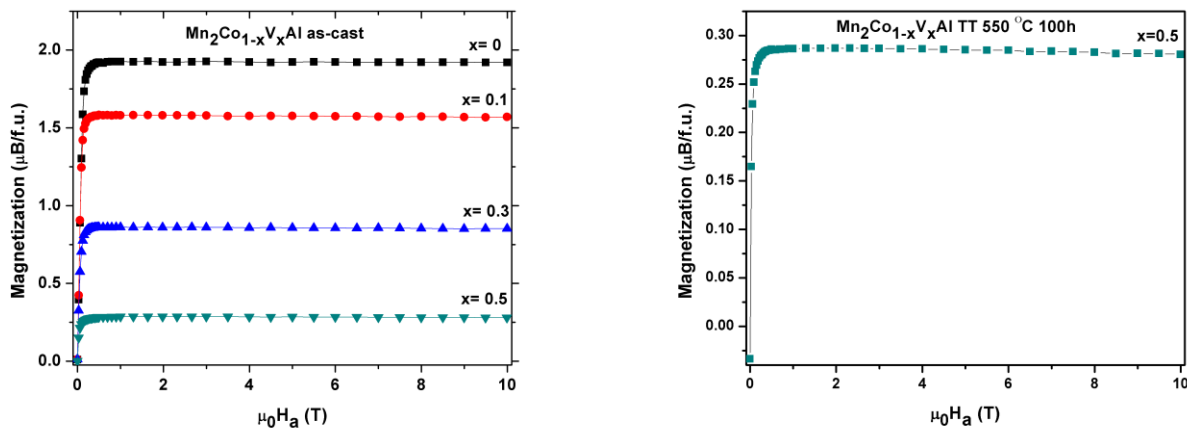 Mn2Co1-xVxAl as-cast
x= 0
x= 0.1
x= 0.3
x= 0.5
2.0
1.5
1.0
0.5
0.0
Magnetization (μB/f.u.)
0 2 4 6 8 10
μ0Ha (T)
Mn2Co1-xVxAl TT 550 °C 100h
x=0.5
0.30
0.25
0.20
0.15
0.10
0.05
0.00
Magnetization (μB/f.u.)
0 2 4 6 8 10
μ0Ha (T)